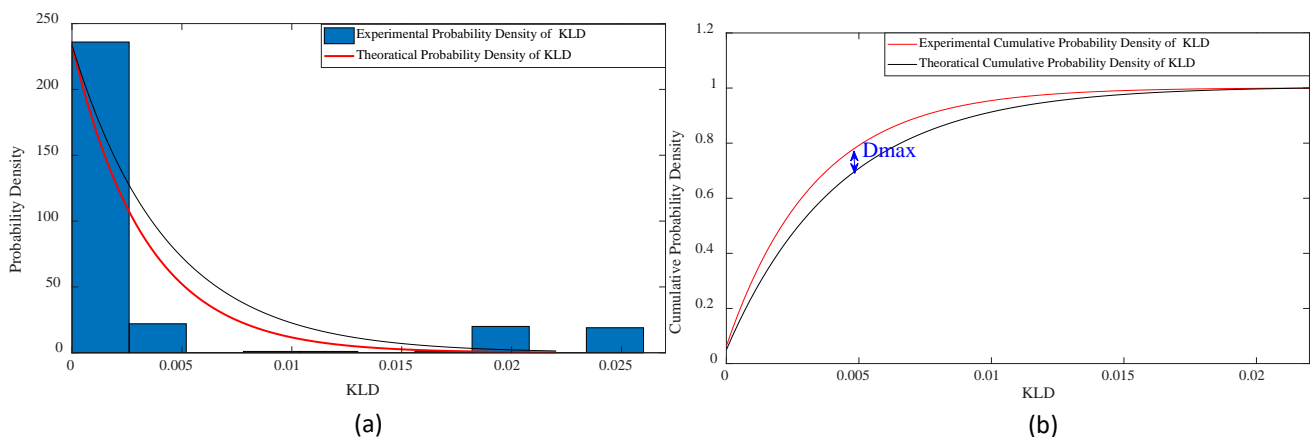 250
200
150
100
50
0
Probability Density
Experimental Probability Density of KLD
Theoratical Probability Density of KLD
0 0.005 0.01 0.015 0.02 0.025
KLD
(a)
1.2
1
0.8
0.6
0.4
0.2
0
Cumulative Probability Density
Experimental Cumulative Probability Density of KLD
Theoratical Cumulative Probability Density of KLD
Dmax
0 0.005 0.01 0.015 0.02
KLD
(b)